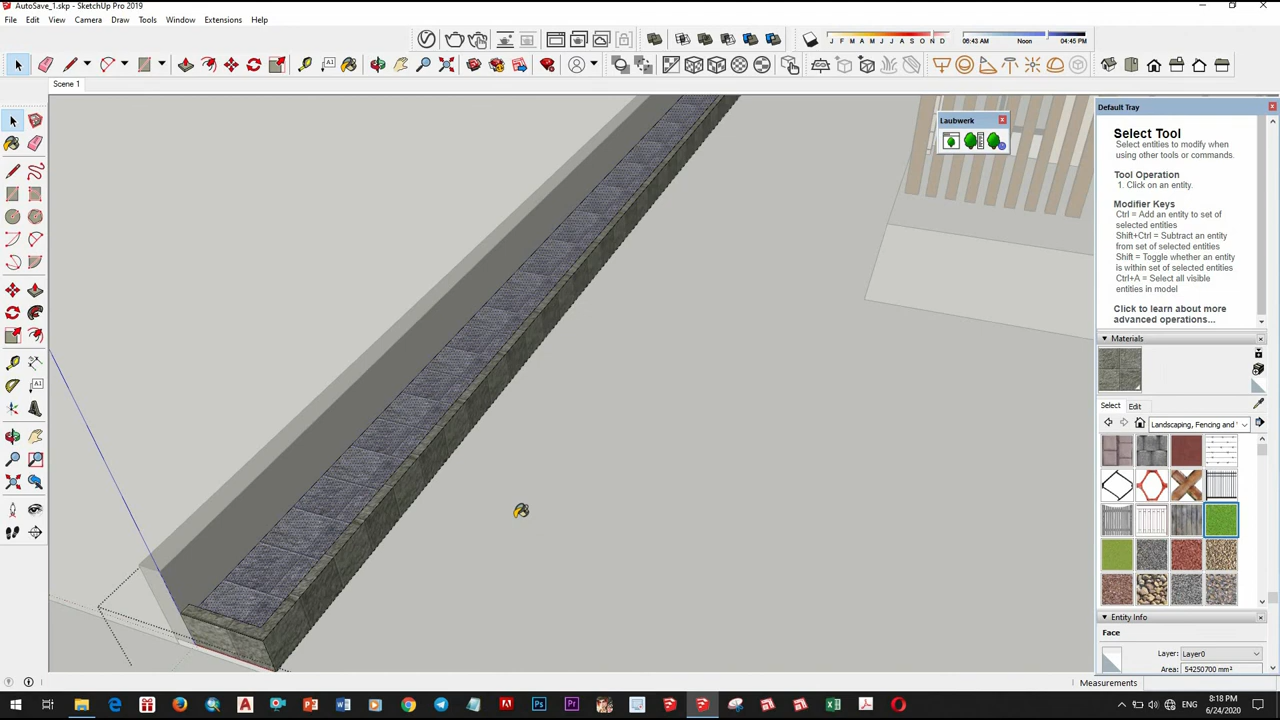 AutoSave_1.skp - SketchUp Pro 2019
File Edit View Camera Draw Tools Window Extensions Help
J F M A M J J A S O N D
06:43 AM Noon 04:45 PM
Scene 1
Default Tray
Laubwerk
Select Tool
Select entities to modify when
using other tools or commands.
Tool Operation
1. Click on an entity.
Modifier Keys
Ctrl = Add an entity to set of
selected entities
Shift+Ctrl = Subtract an entity
from set of selected entities
Shift = Toggle whether an entity
is within set of selected entities
Ctrl+A = Select all visible
entities in model
Click to learn about more
advanced operations...
Materials
Select Edit
Landscaping, Fencing and
Entity Info
Face
Layer: Layer0
Area: 54250700 mm²
Measurements
ENG
8:18 PM
6/24/2020